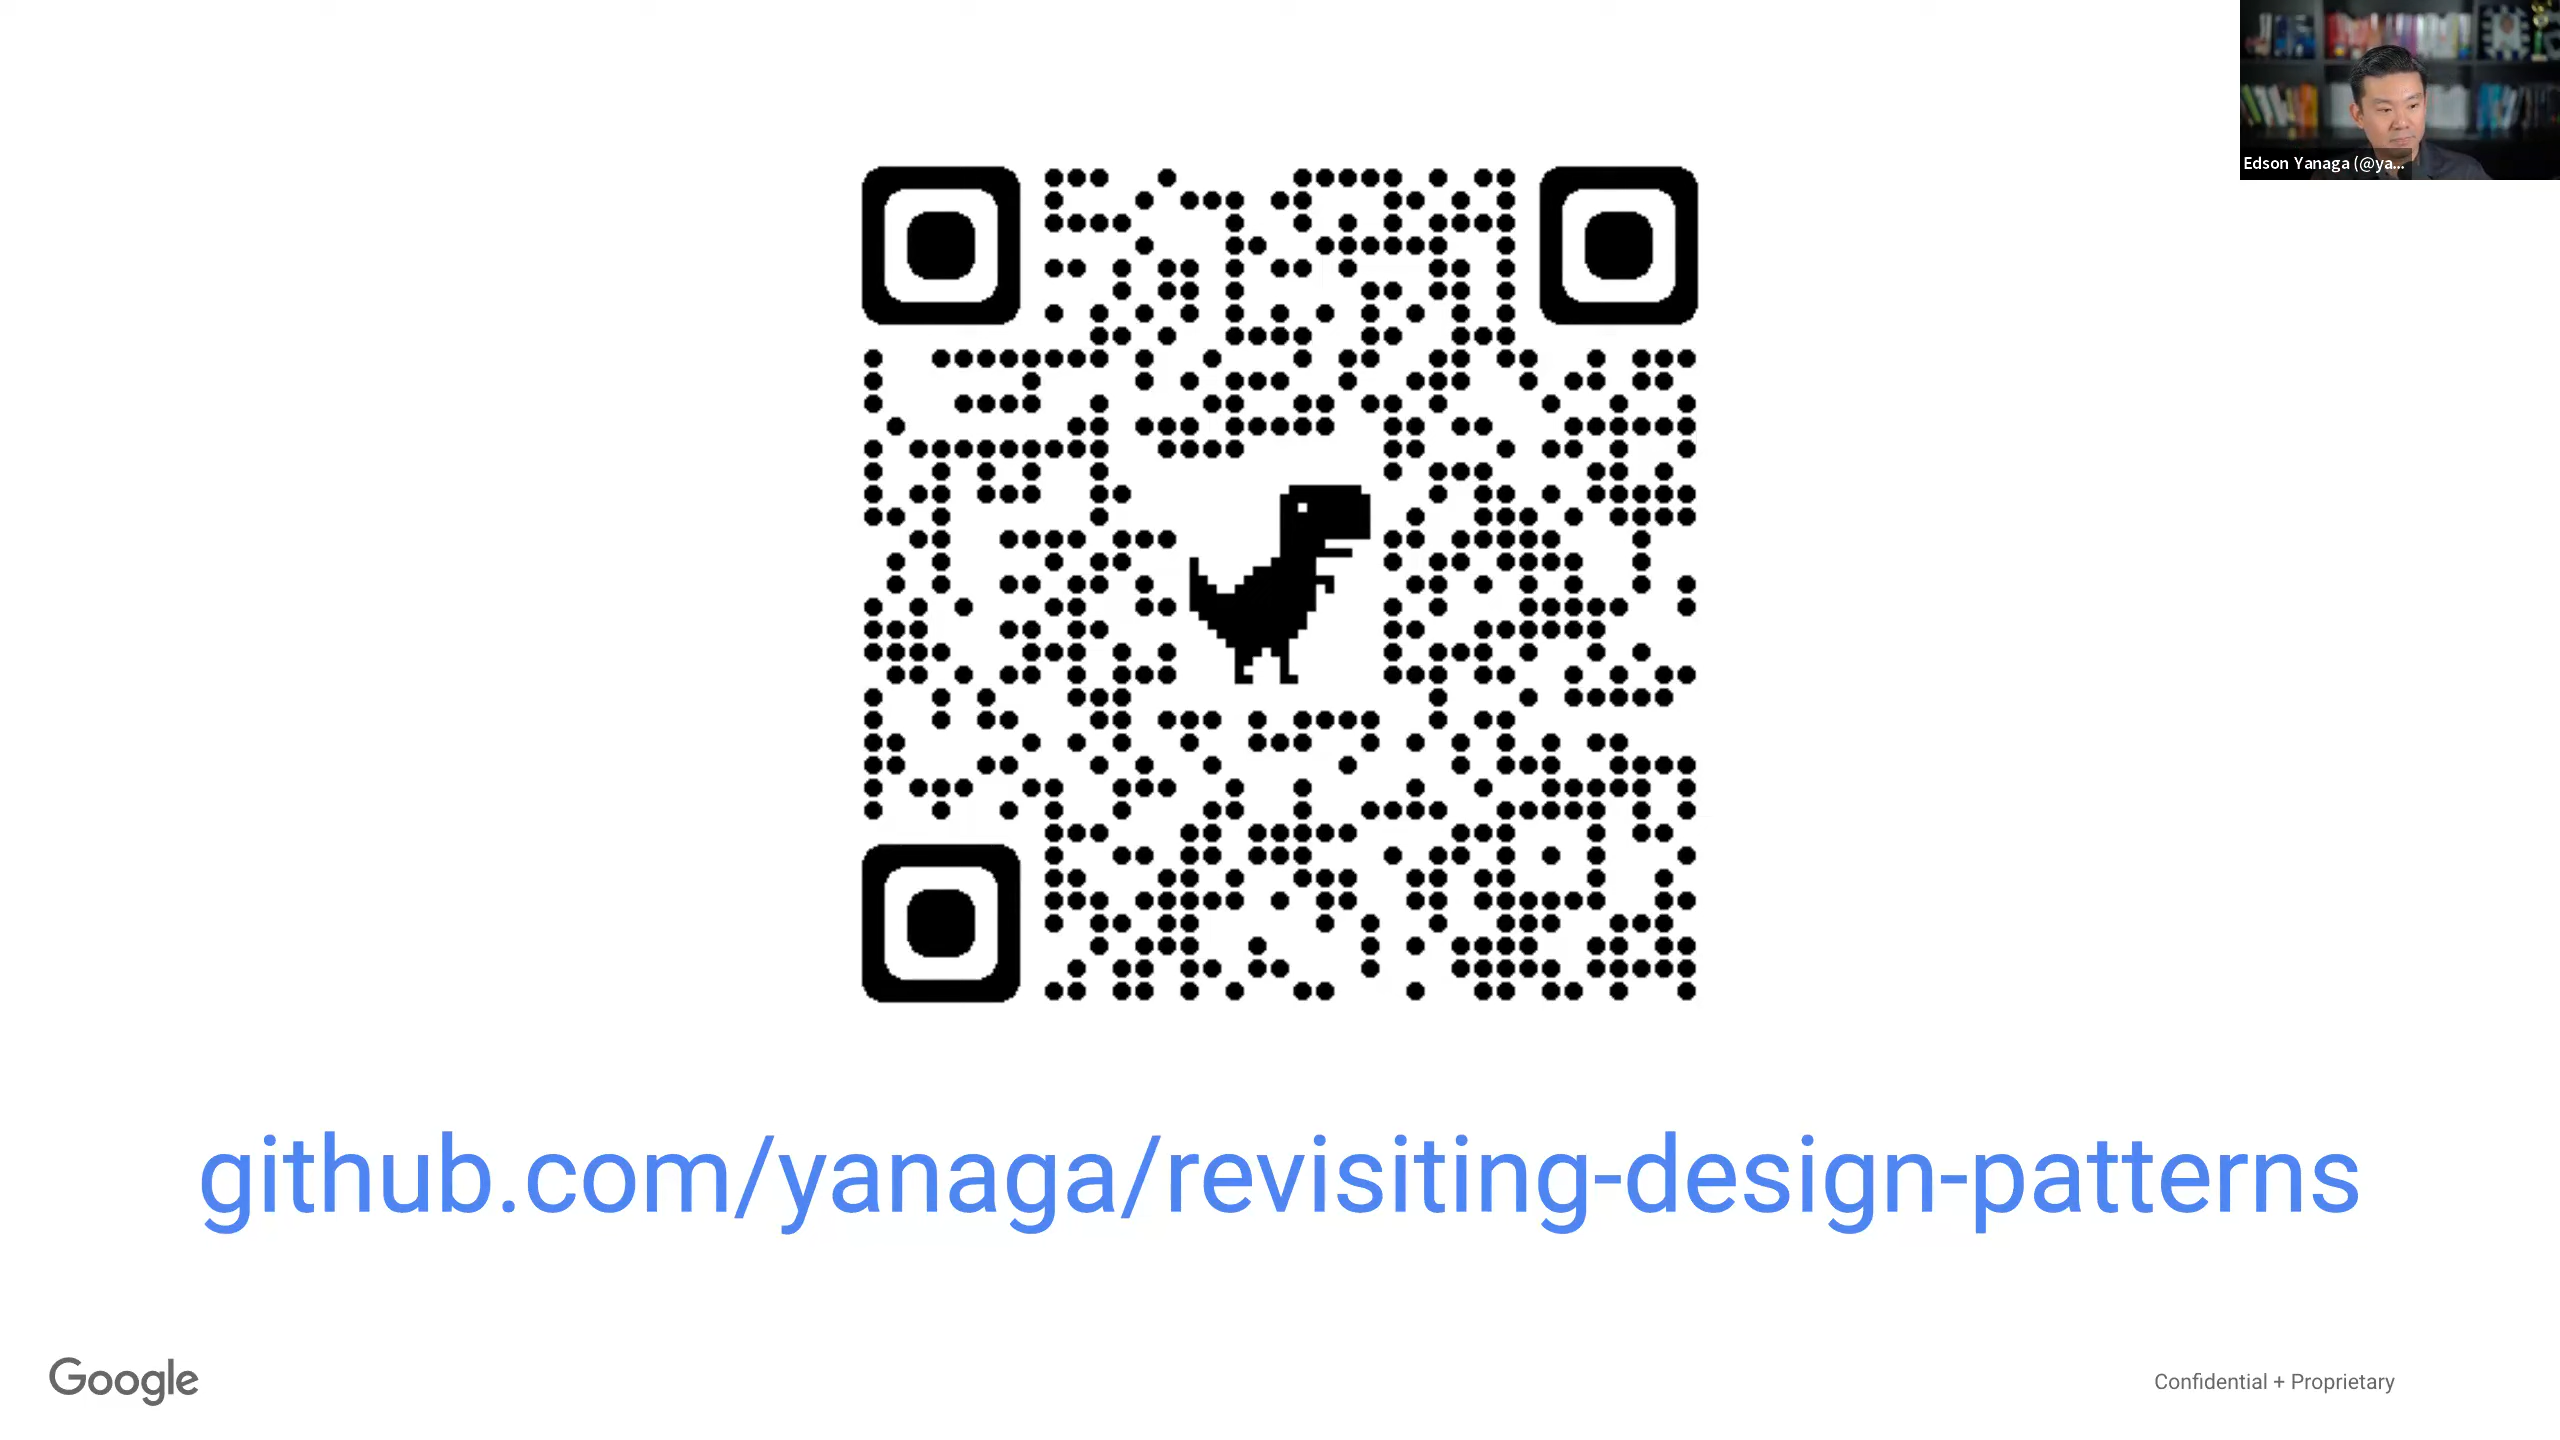 Edson Yanaga (@ya...
github.com/yanaga/revisiting-design-patterns
Google
Confidential + Proprietary